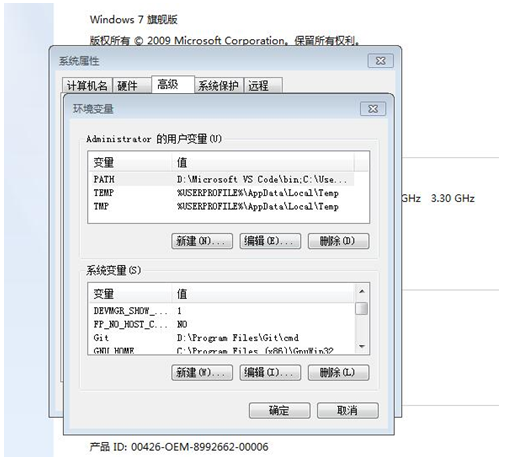 Windows 7 旗舰版
版权所有 © 2009 Microsoft Corporation。保留所有权利。
系统属性
计算机名 硬件 高级 系统保护 远程
环境变量
Administrator 的用户变量(U)
变量 值
PATH D:\Microsoft VS Code\bin;C:\Use...
TEMP %USERPROFILE%\AppData\Local\Temp
TMP %USERPROFILE%\AppData\Local\Temp
GHz 3.30 GHz
新建(N)... 编辑(E)... 删除(D)
系统变量(S)
变量 值
DEVMGR_SHOW_... 1
FP_NO_HOST_C... NO
Git D:\Program Files\Git\cmd
GNU_HOME C:\Program Files (x86)\GnuWin32
新建(W)... 编辑(I)... 删除(L)
确定 取消
产品 ID: 00426-OEM-8992662-00006